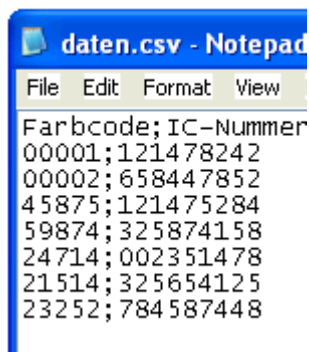 daten.csv - Notepad
File Edit Format View
Farbcode;IC-Nummer
00001;121478242
00002;658447852
45875;121475284
59874;325874158
24714;002351478
21514;325654125
23252;784587448